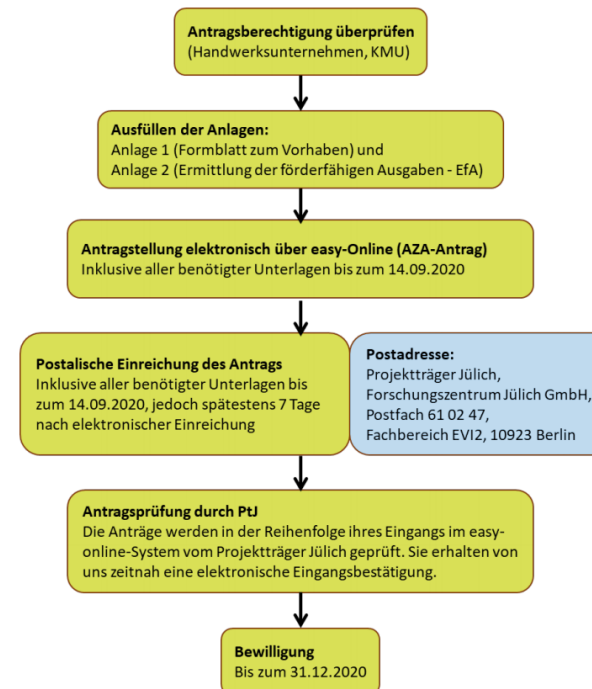 Antragsberechtigung überprüfen
(Handwerksunternehmen, KMU)
Ausfüllen der Anlagen:
Anlage 1 (Formblatt zum Vorhaben) und
Anlage 2 (Ermittlung der förderfähigen Ausgaben - EfA)
Antragstellung elektronisch über easy-Online (AZA-Antrag)
Inklusive aller benötigter Unterlagen bis zum 14.09.2020
Postalische Einreichung des Antrags
Inklusive aller benötigter Unterlagen bis
zum 14.09.2020, jedoch spätestens 7 Tage
nach elektronischer Einreichung
Postadresse:
Projektträger Jülich,
Forschungszentrum Jülich GmbH,
Postfach 61 02 47,
Fachbereich EVI2, 10923 Berlin
Antragsprüfung durch PtJ
Die Anträge werden in der Reihenfolge ihres Eingangs im easy-
online-System vom Projektträger Jülich geprüft. Sie erhalten von
uns zeitnah eine elektronische Eingangsbestätigung.
Bewilligung
Bis zum 31.12.2020